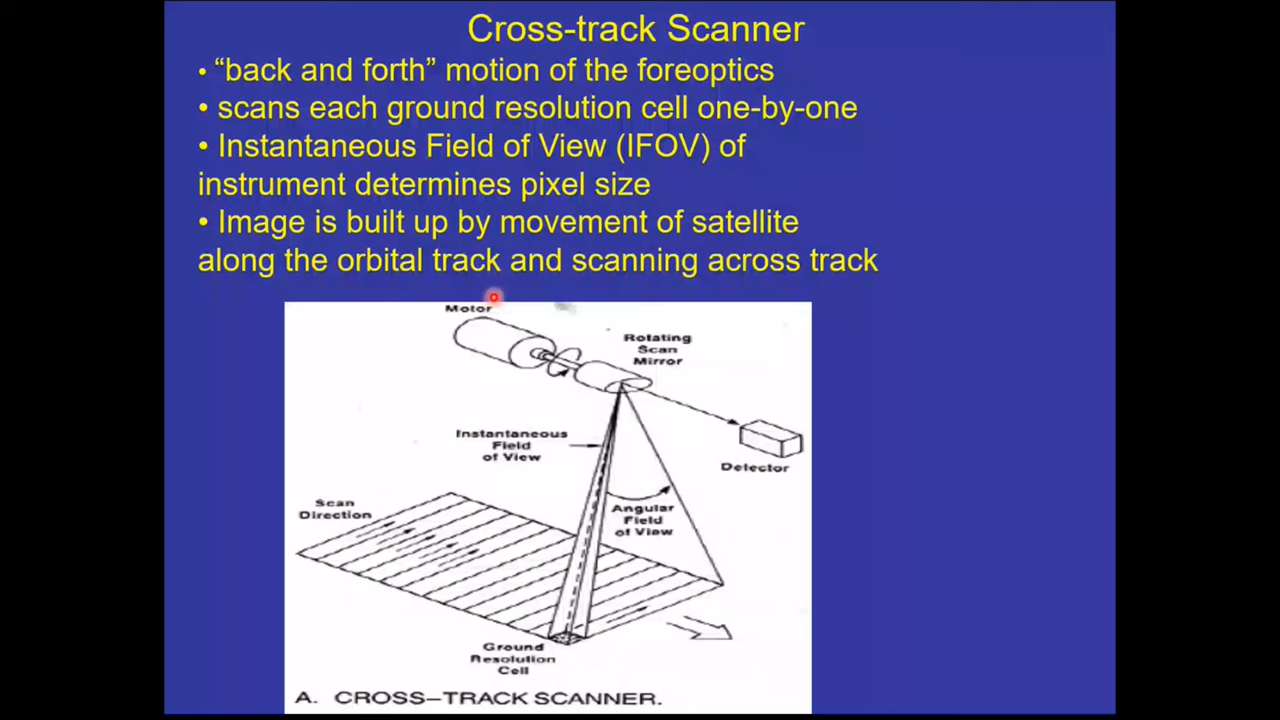 Cross-track Scanner
• “back and forth” motion of the foreoptics
• scans each ground resolution cell one-by-one
• Instantaneous Field of View (IFOV) of
instrument determines pixel size
• Image is built up by movement of satellite
along the orbital track and scanning across track
Motor
Rotating
Scan
Mirror
Instantaneous
Field
of View
Detector
Scan
Direction
Angular
Field
of View
Ground
Resolution
Cell
A. CROSS–TRACK SCANNER.